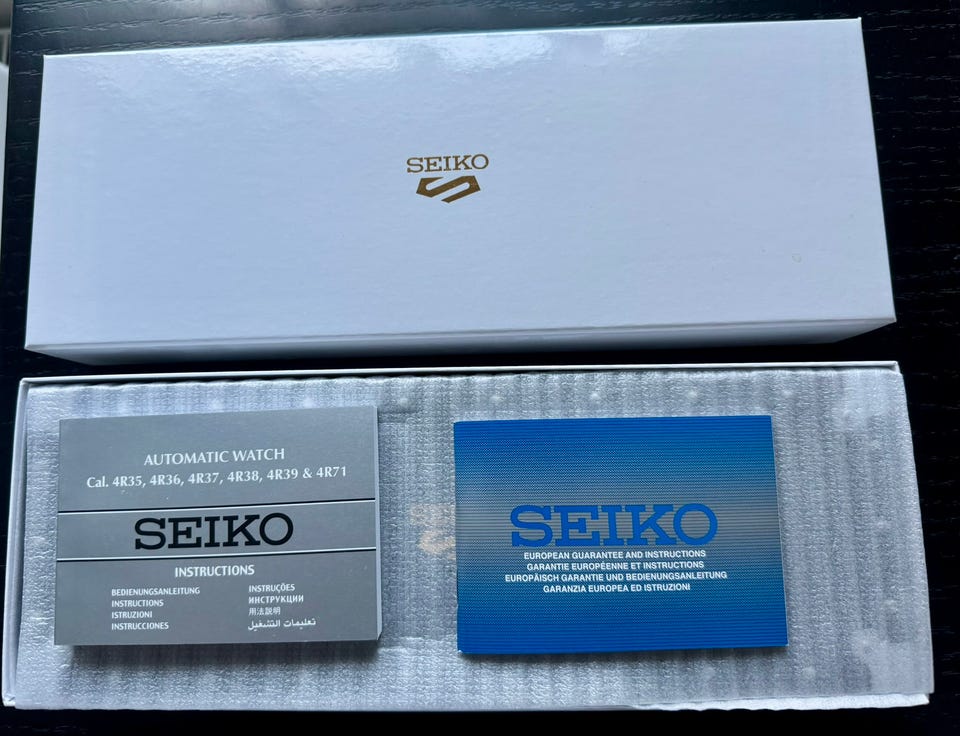 SEIKO
AUTOMATIC WATCH
Cal. 4R35, 4R36, 4R37, 4R38, 4R39 & 4R71
SEIKO
INSTRUCTIONS
BEDIENUNGSANLEITUNG
INSTRUCTIONS
ISTRUZIONI
INSTRUCCIONES
INSTRUÇÕES
ИНСТРУКЦИИ
用法說明
تعليمات التشغيل
SEIKO
EUROPEAN GUARANTEE AND INSTRUCTIONS
GARANTIE EUROPÉENNE ET INSTRUCTIONS
EUROPÄISCH GARANTIE UND BEDIENUNGSANLEITUNG
GARANZIA EUROPEA ED ISTRUZIONI